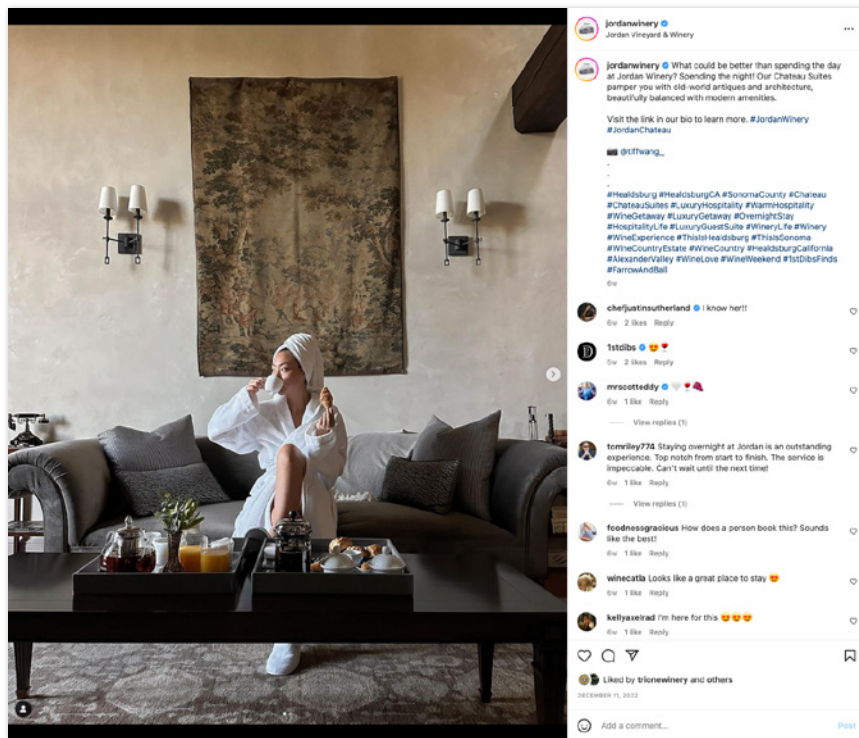 jordanwinery
Jordan Vineyard & Winery
jordanwinery What could be better than spending the day
at Jordan Winery? Spending the night! Our Chateau Suites
pamper you with old-world antiques and architecture,
beautifully balanced with modern amenities.
Visit the link in our bio to learn more. #JordanWinery
#JordanChateau
📷 @tiffwang_
.
.
.
#Healdsburg #HealdsburgCA #SonomaCounty #Chateau
#ChateauSuites #LuxuryHospitality #WarmHospitality
#WineGetaway #LuxuryGetaway #OvernightStay
#HospitalityLife #LuxuryGuestSuite #WineryLife #Winery
#WineExperience #ThisIsHealdsburg #ThisIsSonoma
#WineCountryEstate #WineCountry #HealdsburgCalifornia
#AlexanderValley #WineLove #WineWeekend #1stDibsFinds
#FarrowAndBall
6w
chefjustinsutherland I know her!!
6w 2 likes Reply
1stdibs 😍🍷
5w 2 likes Reply
mrscotteddy 🤍🍷🍇
6w 1 like Reply
View replies (1)
tomriley774 Staying overnight at Jordan is an outstanding
experience. Top notch from start to finish. The service is
impeccable. Can't wait until the next time!
6w 1 like Reply
View replies (1)
foodnessgracious How does a person book this? Sounds
like the best!
6w 1 like Reply
winecatla Looks like a great place to stay 😍
6w 1 like Reply
kellyaxelrad I'm here for this 😍😍😍
6w 1 like Reply
Liked by trionewinery and others
DECEMBER 11, 2022
Add a comment...
Post